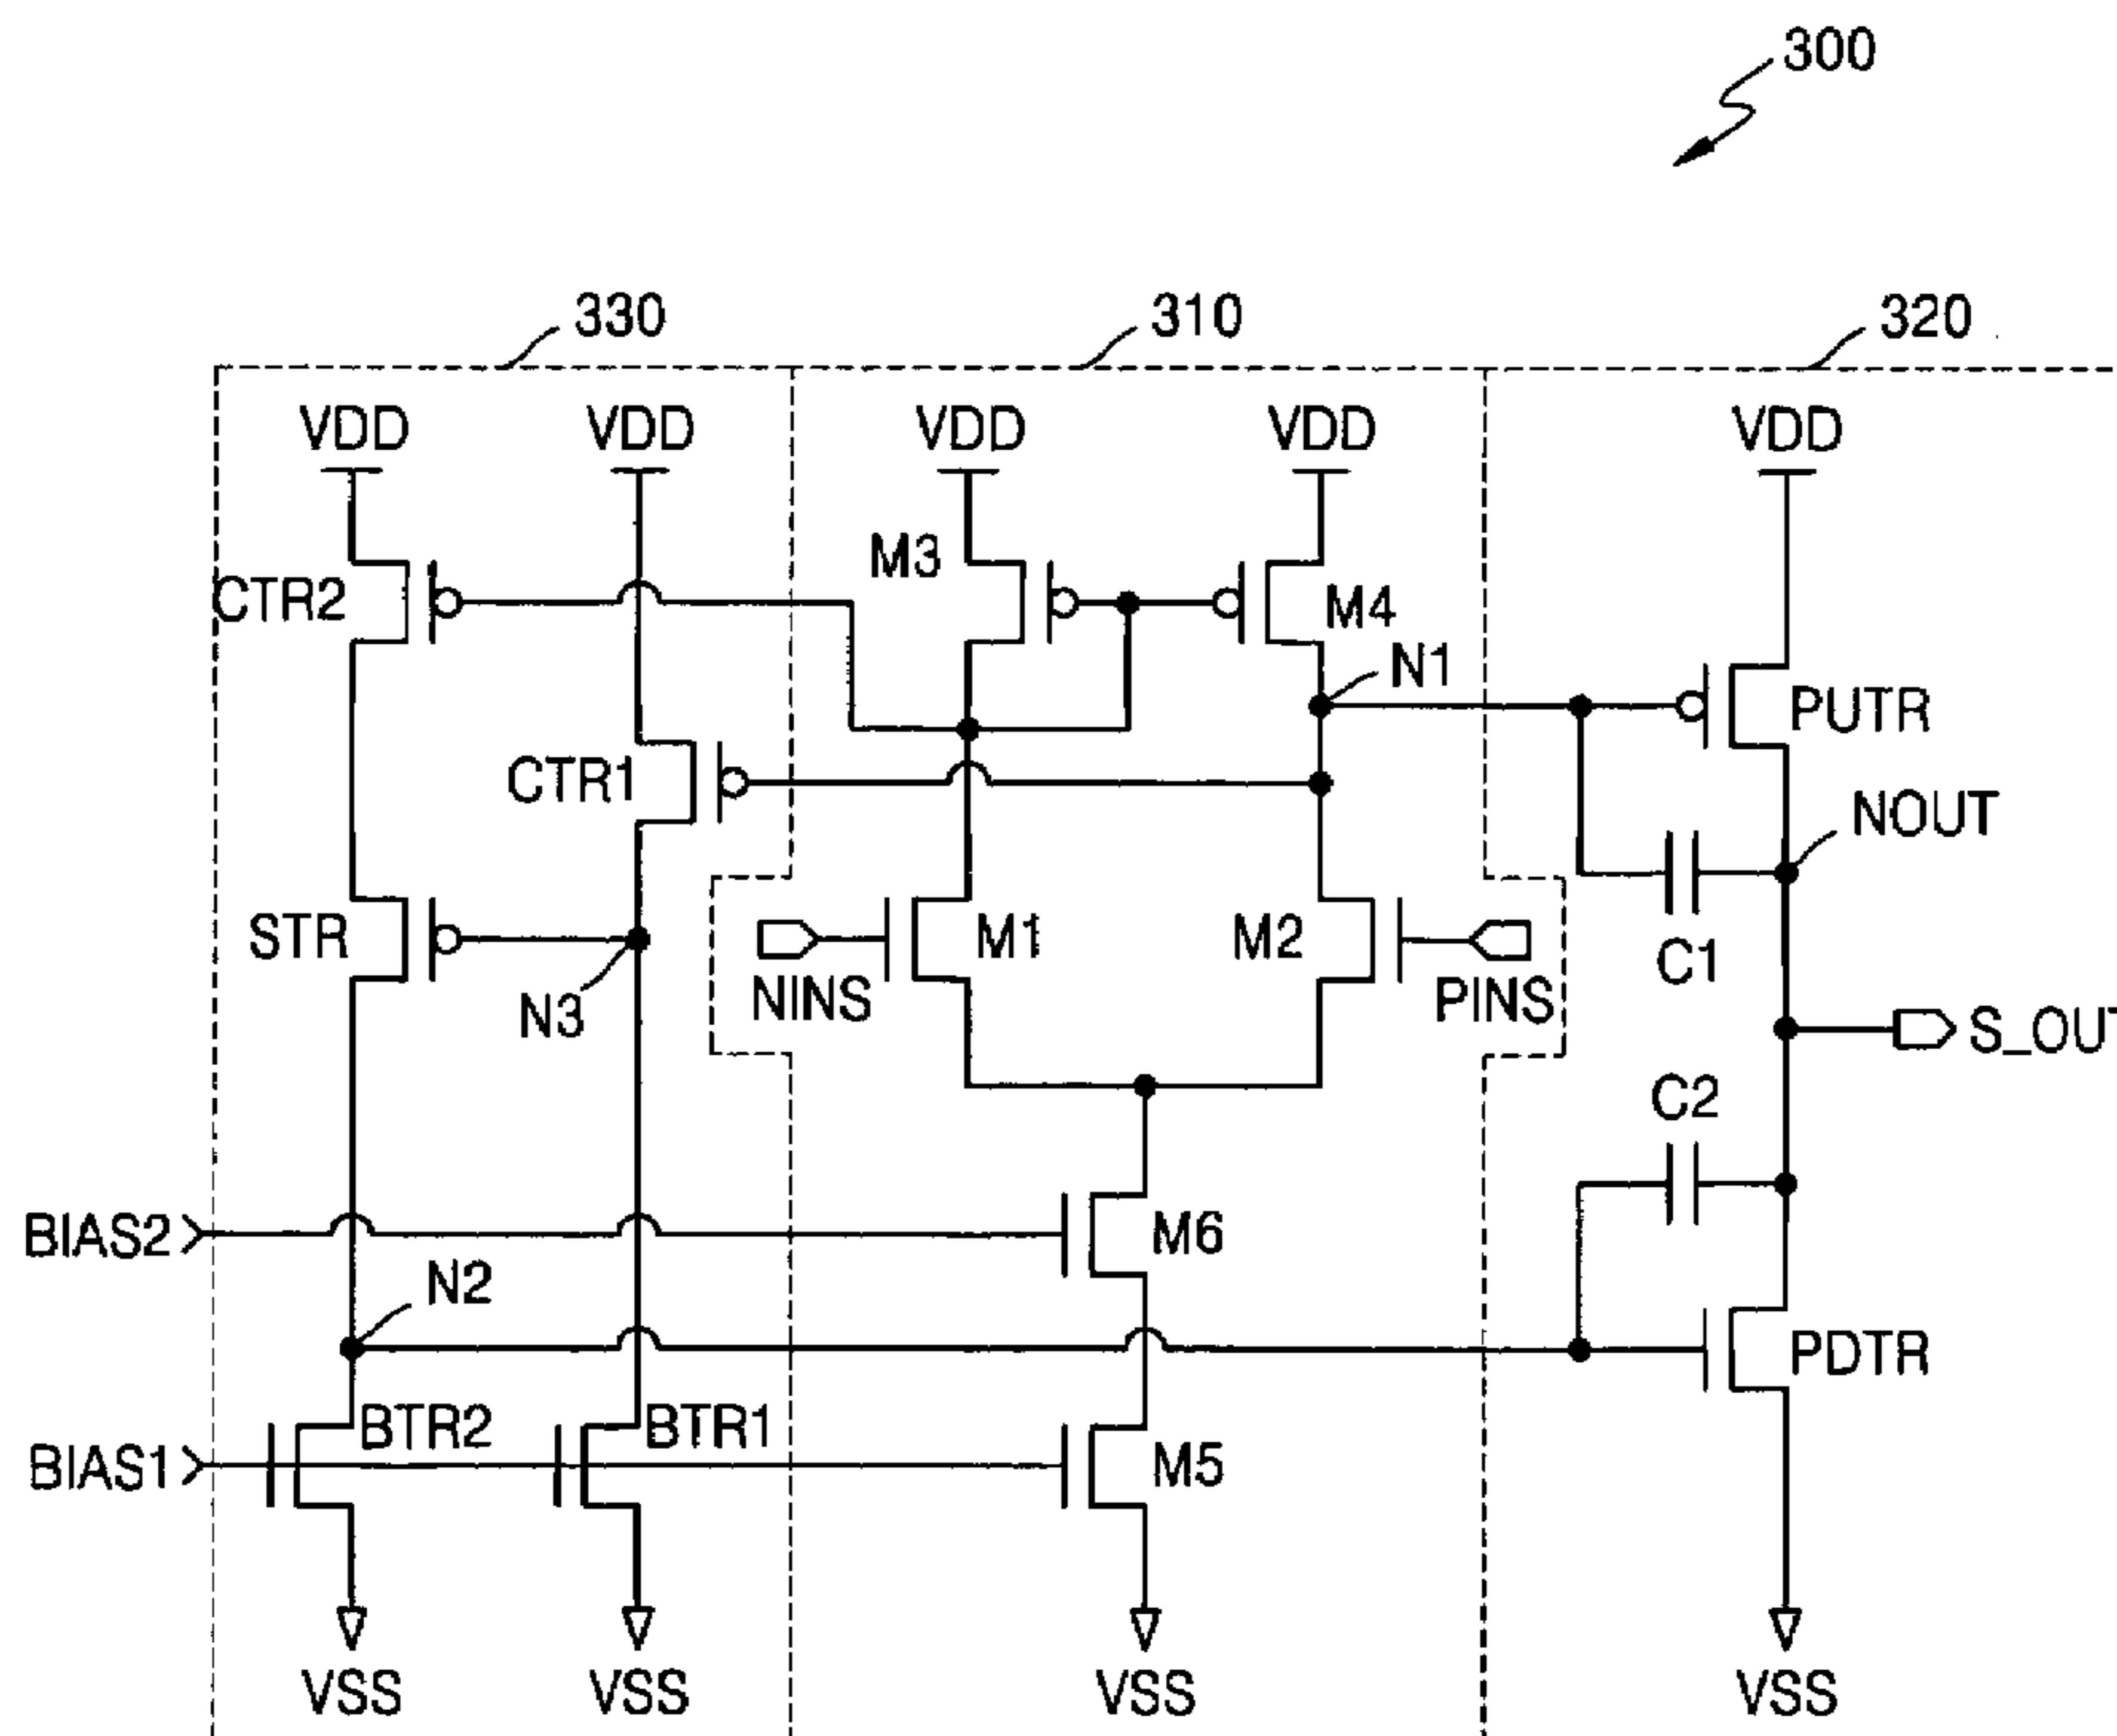 300
330
310
320
VDD
VDD
VDD
VDD
VDD
M3
CTR2
M4
N1
PUTR
CTR1
NOUT
STR
M1
M2
C1
N3
NINS
PINS
S_OUT
C2
BIAS2
M6
N2
PDTR
BTR2
BTR1
BIAS1
M5
VSS
VSS
VSS
VSS